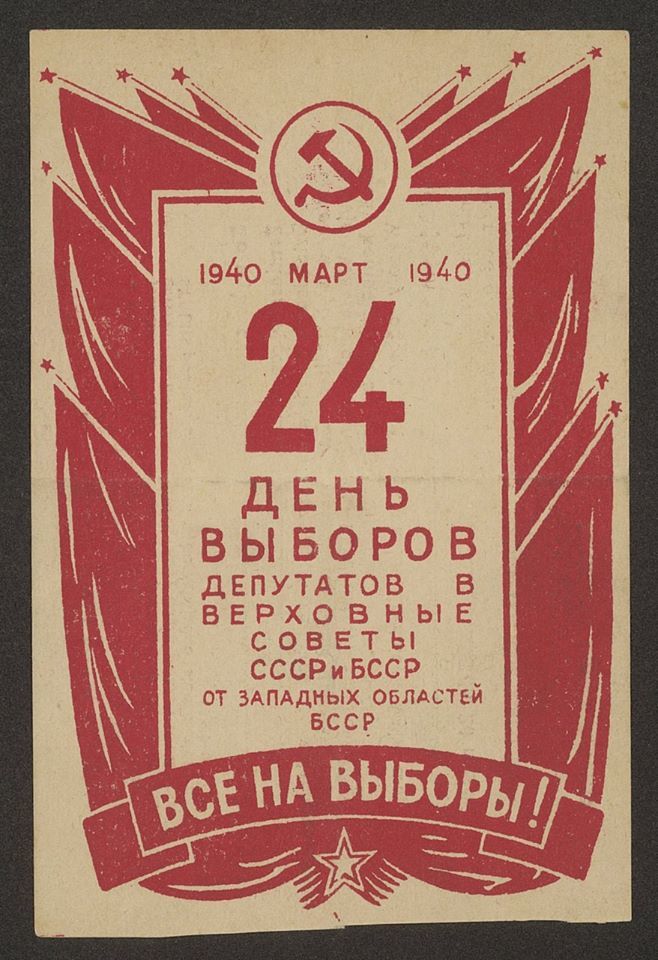 1940 МАРТ 1940
24
ДЕНЬ
ВЫБОРОВ
ДЕПУТАТОВ В
ВЕРХОВНЫЕ
СОВЕТЫ
СССР и БССР
ОТ ЗАПАДНЫХ ОБЛАСТЕЙ
БССР
ВСЕ НА ВЫБОРЫ!